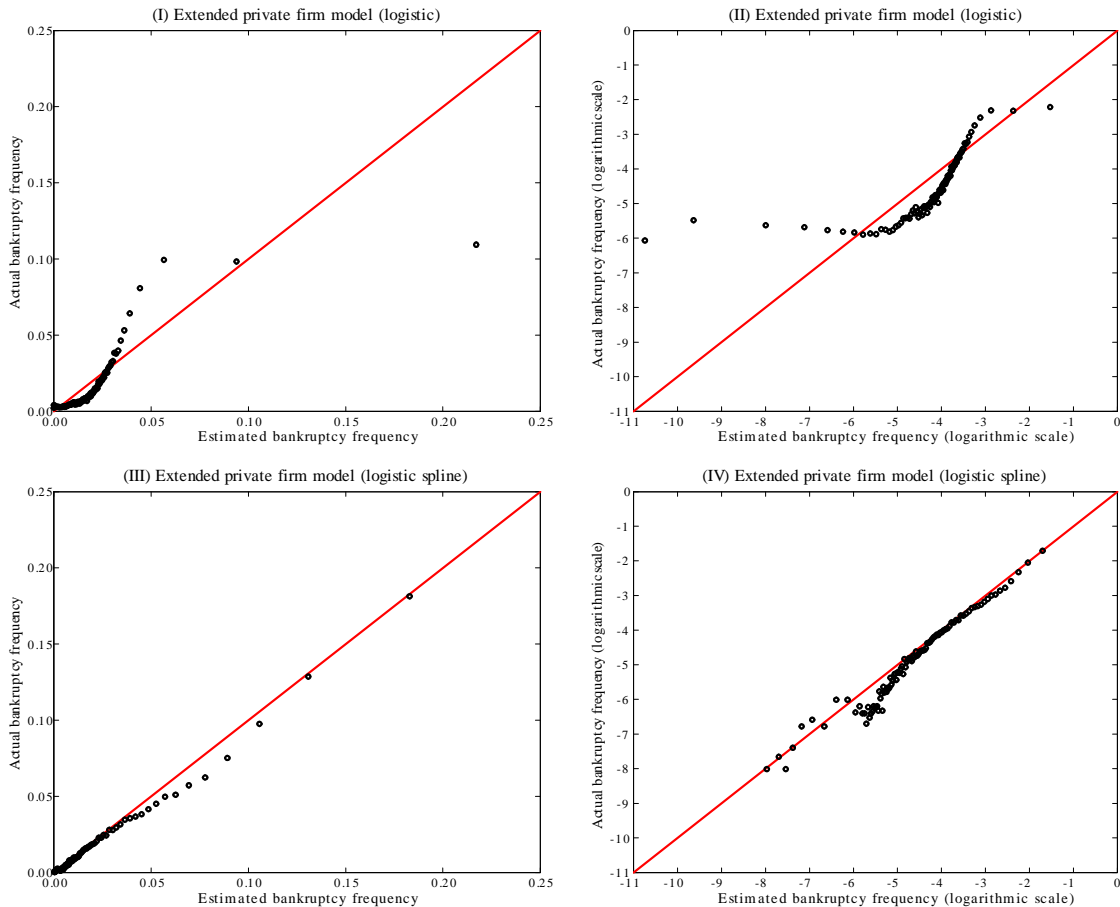 (I) Extended private firm model (logistic)
0.25
0.20
0.15
0.10
0.05
0.00
Actual bankruptcy frequency
0.00 0.05 0.10 0.15 0.20 0.25
Estimated bankruptcy frequency
(II) Extended private firm model (logistic)
0
-1
-2
-3
-4
-5
-6
-7
-8
-9
-10
-11
Actual bankruptcy frequency (logarithmic scale)
-11 -10 -9 -8 -7 -6 -5 -4 -3 -2 -1 0
Estimated bankruptcy frequency (logarithmic scale)
(III) Extended private firm model (logistic spline)
0.25
0.20
0.15
0.10
0.05
0.00
Actual bankruptcy frequency
0.00 0.05 0.10 0.15 0.20 0.25
Estimated bankruptcy frequency
(IV) Extended private firm model (logistic spline)
0
-1
-2
-3
-4
-5
-6
-7
-8
-9
-10
-11
Actual bankruptcy frequency (logarithmic scale)
-11 -10 -9 -8 -7 -6 -5 -4 -3 -2 -1 0
Estimated bankruptcy frequency (logarithmic scale)